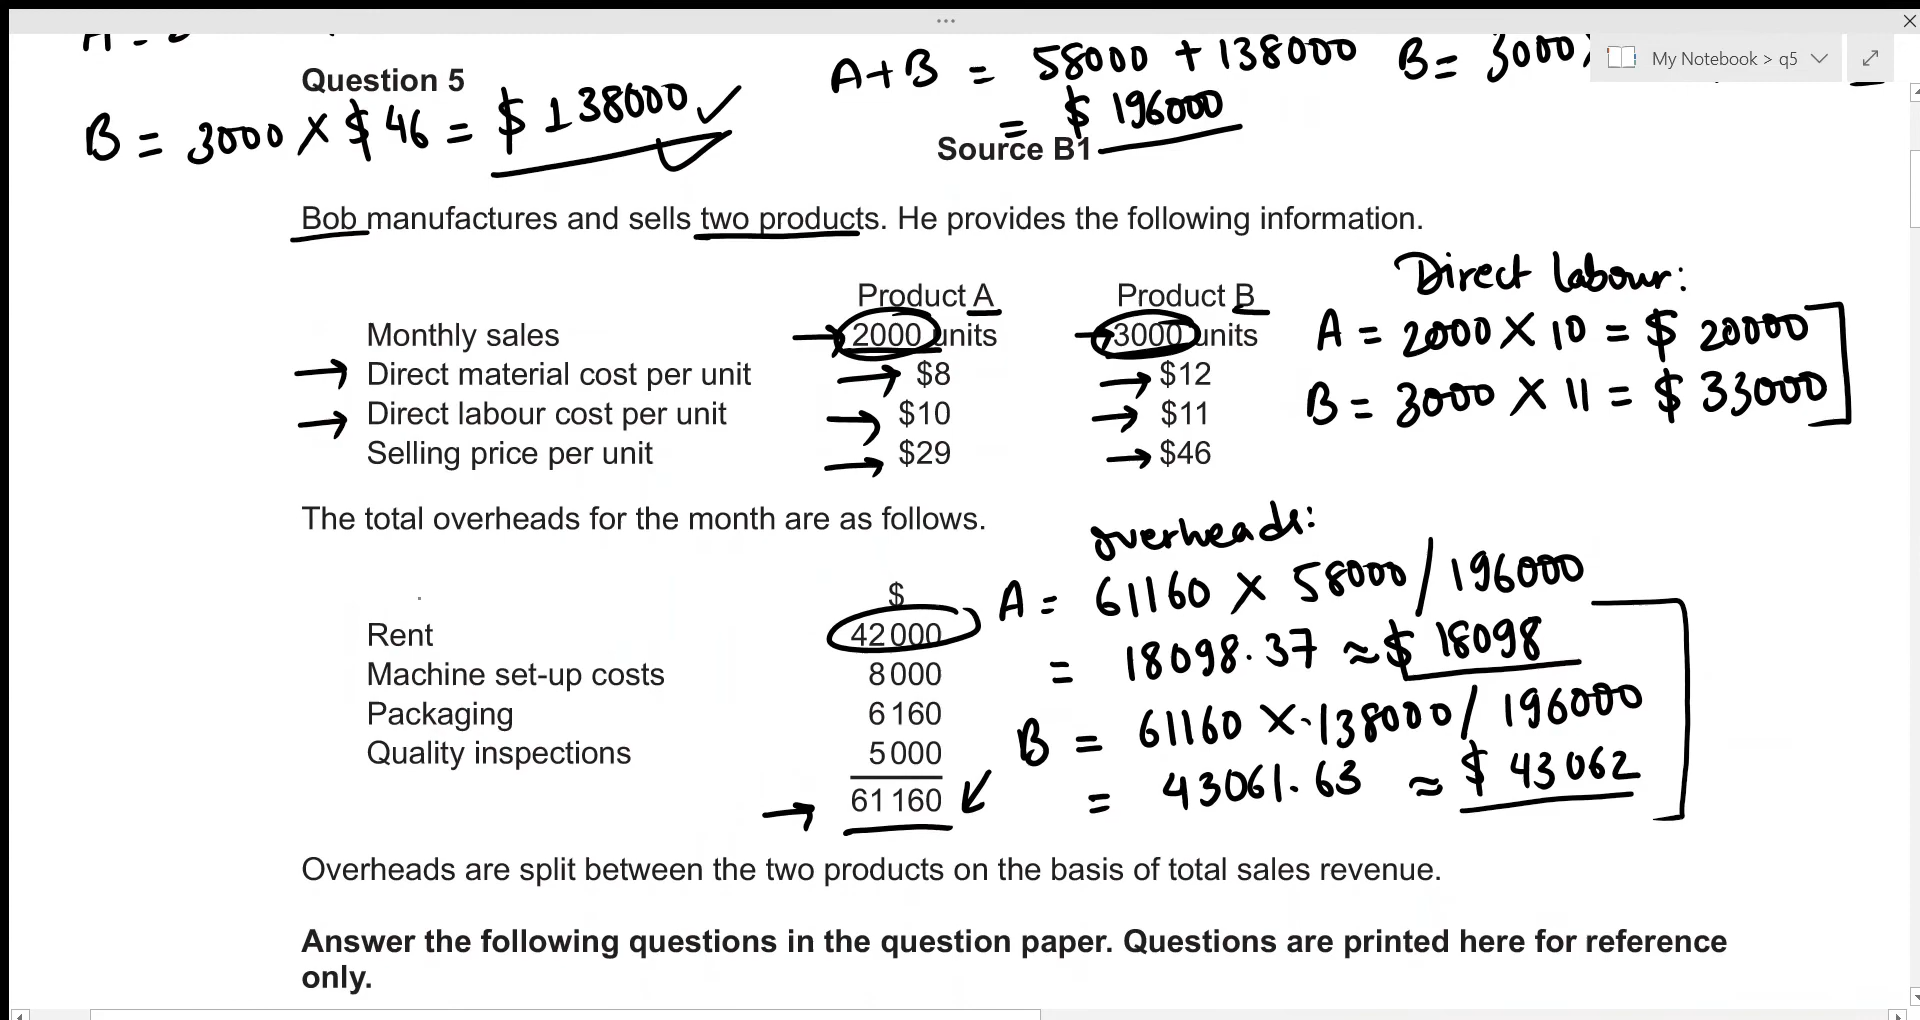 A+B = 58000 + 138000 B = 3000
My Notebook > q5
Question 5
B = 3000 X $ 46 = $ 138000
= $ 196000
Source B1
Bob manufactures and sells two products. He provides the following information.
Direct labour:
Product A Product B
Monthly sales 2000 units 3000 units
A = 2000 X 10 = $ 20000
Direct material cost per unit $8 $12
B = 3000 X 11 = $ 33000
Direct labour cost per unit $10 $11
Selling price per unit $29 $46
The total overheads for the month are as follows.
overheads:
$
A = 61160 X 58000 / 196000
Rent 42 000
= 18098.37 ≈ $ 18098
Machine set-up costs 8 000
Packaging 6 160
B = 61160 X 138000 / 196000
Quality inspections 5 000
= 43061.63 ≈ $ 43062
61 160
Overheads are split between the two products on the basis of total sales revenue.
Answer the following questions in the question paper. Questions are printed here for reference
only.